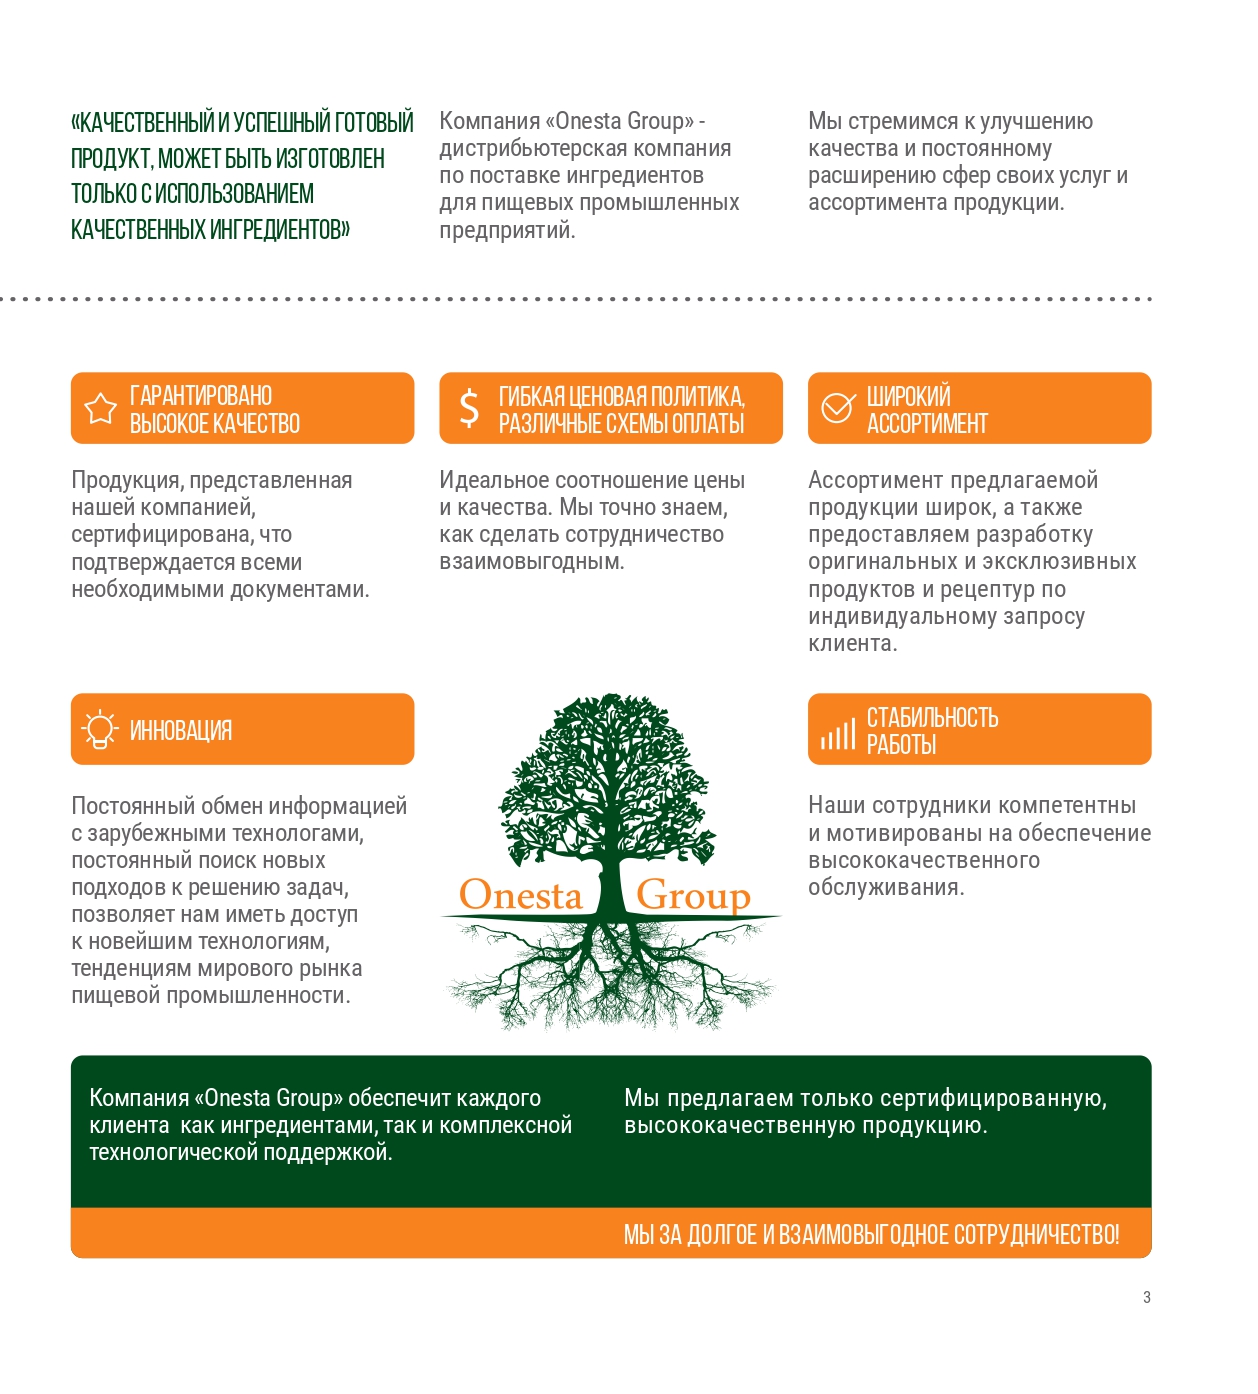 «КАЧЕСТВЕННЫЙ И УСПЕШНЫЙ ГОТОВЫЙ
ПРОДУКТ, МОЖЕТ БЫТЬ ИЗГОТОВЛЕН
ТОЛЬКО С ИСПОЛЬЗОВАНИЕМ
КАЧЕСТВЕННЫХ ИНГРЕДИЕНТОВ»
Компания «Onesta Group» -
дистрибьютерская компания
по поставке ингредиентов
для пищевых промышленных
предприятий.
Мы стремимся к улучшению
качества и постоянному
расширению сфер своих услуг и
ассортимента продукции.
ГАРАНТИРОВАНО
ВЫСОКОЕ КАЧЕСТВО
Продукция, представленная
нашей компанией,
сертифицирована, что
подтверждается всеми
необходимыми документами.
$ ГИБКАЯ ЦЕНОВАЯ ПОЛИТИКА,
РАЗЛИЧНЫЕ СХЕМЫ ОПЛАТЫ
Идеальное соотношение цены
и качества. Мы точно знаем,
как сделать сотрудничество
взаимовыгодным.
ШИРОКИЙ
АССОРТИМЕНТ
Ассортимент предлагаемой
продукции широк, а также
предоставляем разработку
оригинальных и эксклюзивных
продуктов и рецептур по
индивидуальному запросу
клиента.
ИННОВАЦИЯ
Постоянный обмен информацией
с зарубежными технологами,
постоянный поиск новых
подходов к решению задач,
позволяет нам иметь доступ
к новейшим технологиям,
тенденциям мирового рынка
пищевой промышленности.
Onesta Group
СТАБИЛЬНОСТЬ
РАБОТЫ
Наши сотрудники компетентны
и мотивированы на обеспечение
высококачественного
обслуживания.
Компания «Onesta Group» обеспечит каждого
клиента  как ингредиентами, так и комплексной
технологической поддержкой.
Мы предлагаем только сертифицированную,
высококачественную продукцию.
МЫ ЗА ДОЛГОЕ И ВЗАИМОВЫГОДНОЕ СОТРУДНИЧЕСТВО!
3